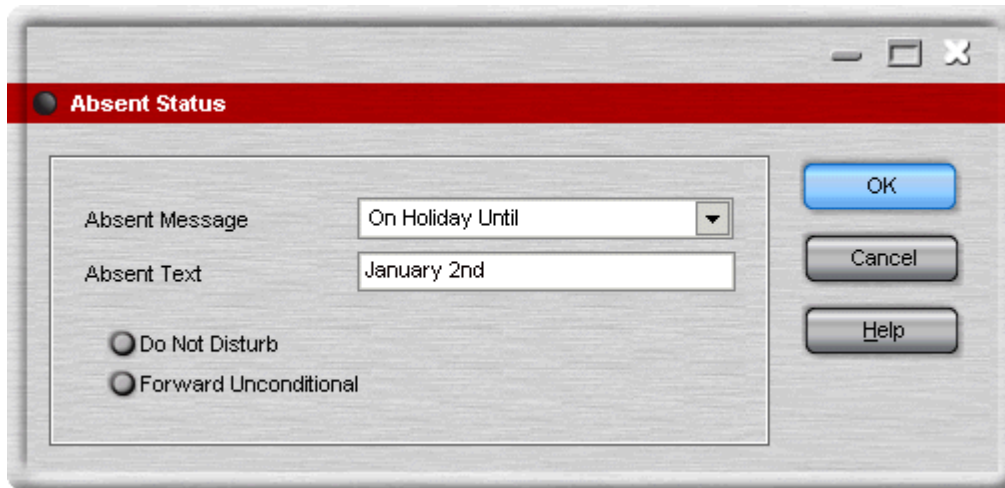 Absent Status
Absent Message
On Holiday Until
Absent Text
January 2nd
Do Not Disturb
Forward Unconditional
OK
Cancel
Help